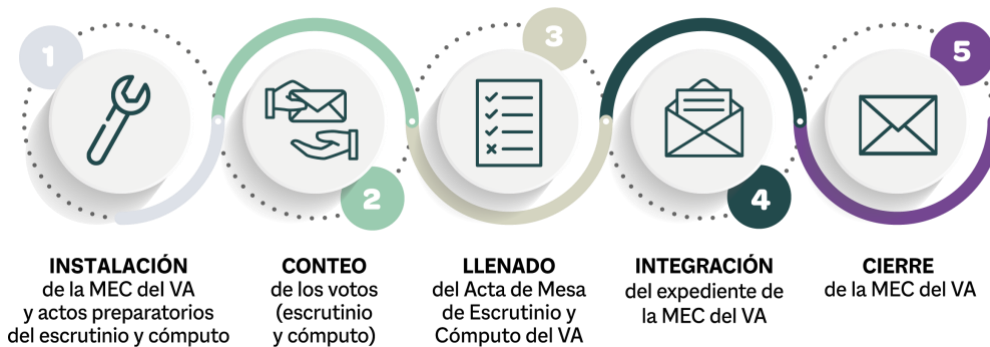 1
INSTALACIÓN
de la MEC del VA
y actos preparatorios
del escrutinio y cómputo
2
CONTEO
de los votos
(escrutinio
y cómputo)
3
LLENADO
del Acta de Mesa
de Escrutinio y
Cómputo del VA
4
INTEGRACIÓN
del expediente de
la MEC del VA
5
CIERRE
de la MEC del VA